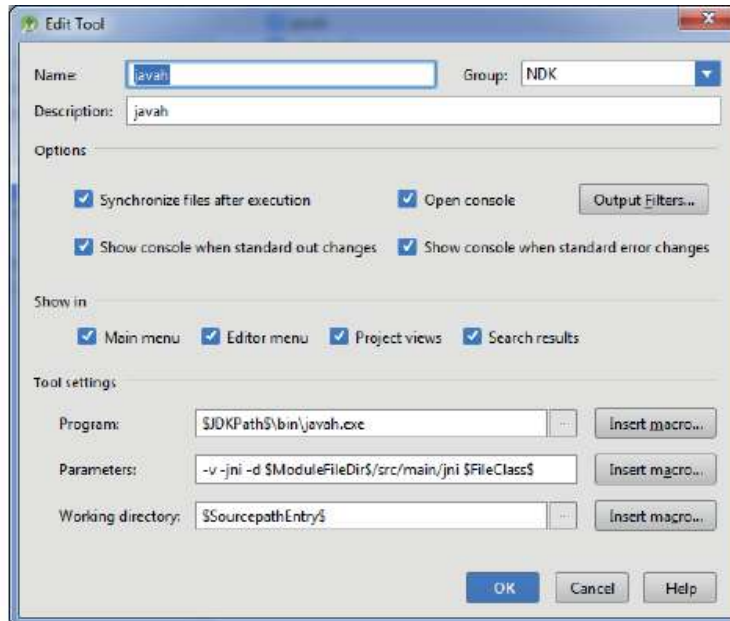 Edit Tool
Name: javah Group: NDK
Description: javah
Options
Synchronize files after execution Open console Output Filters...
Show console when standard out changes Show console when standard error changes
Show in
Main menu Editor menu Project views Search results
Tool settings
Program: $JDKPath$\bin\javah.exe ... Insert macro...
Parameters: -v -jni -d $ModuleFileDir$/src/main/jni $FileClass$ Insert macro...
Working directory: $SourcepathEntry$ ... Insert macro...
OK Cancel Help